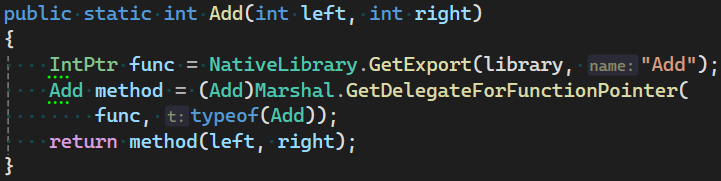 public static int Add(int left, int right)
{
    IntPtr func = NativeLibrary.GetExport(library, name: "Add");
    Add method = (Add)Marshal.GetDelegateForFunctionPointer(
        func, t: typeof(Add));
    return method(left, right);
}